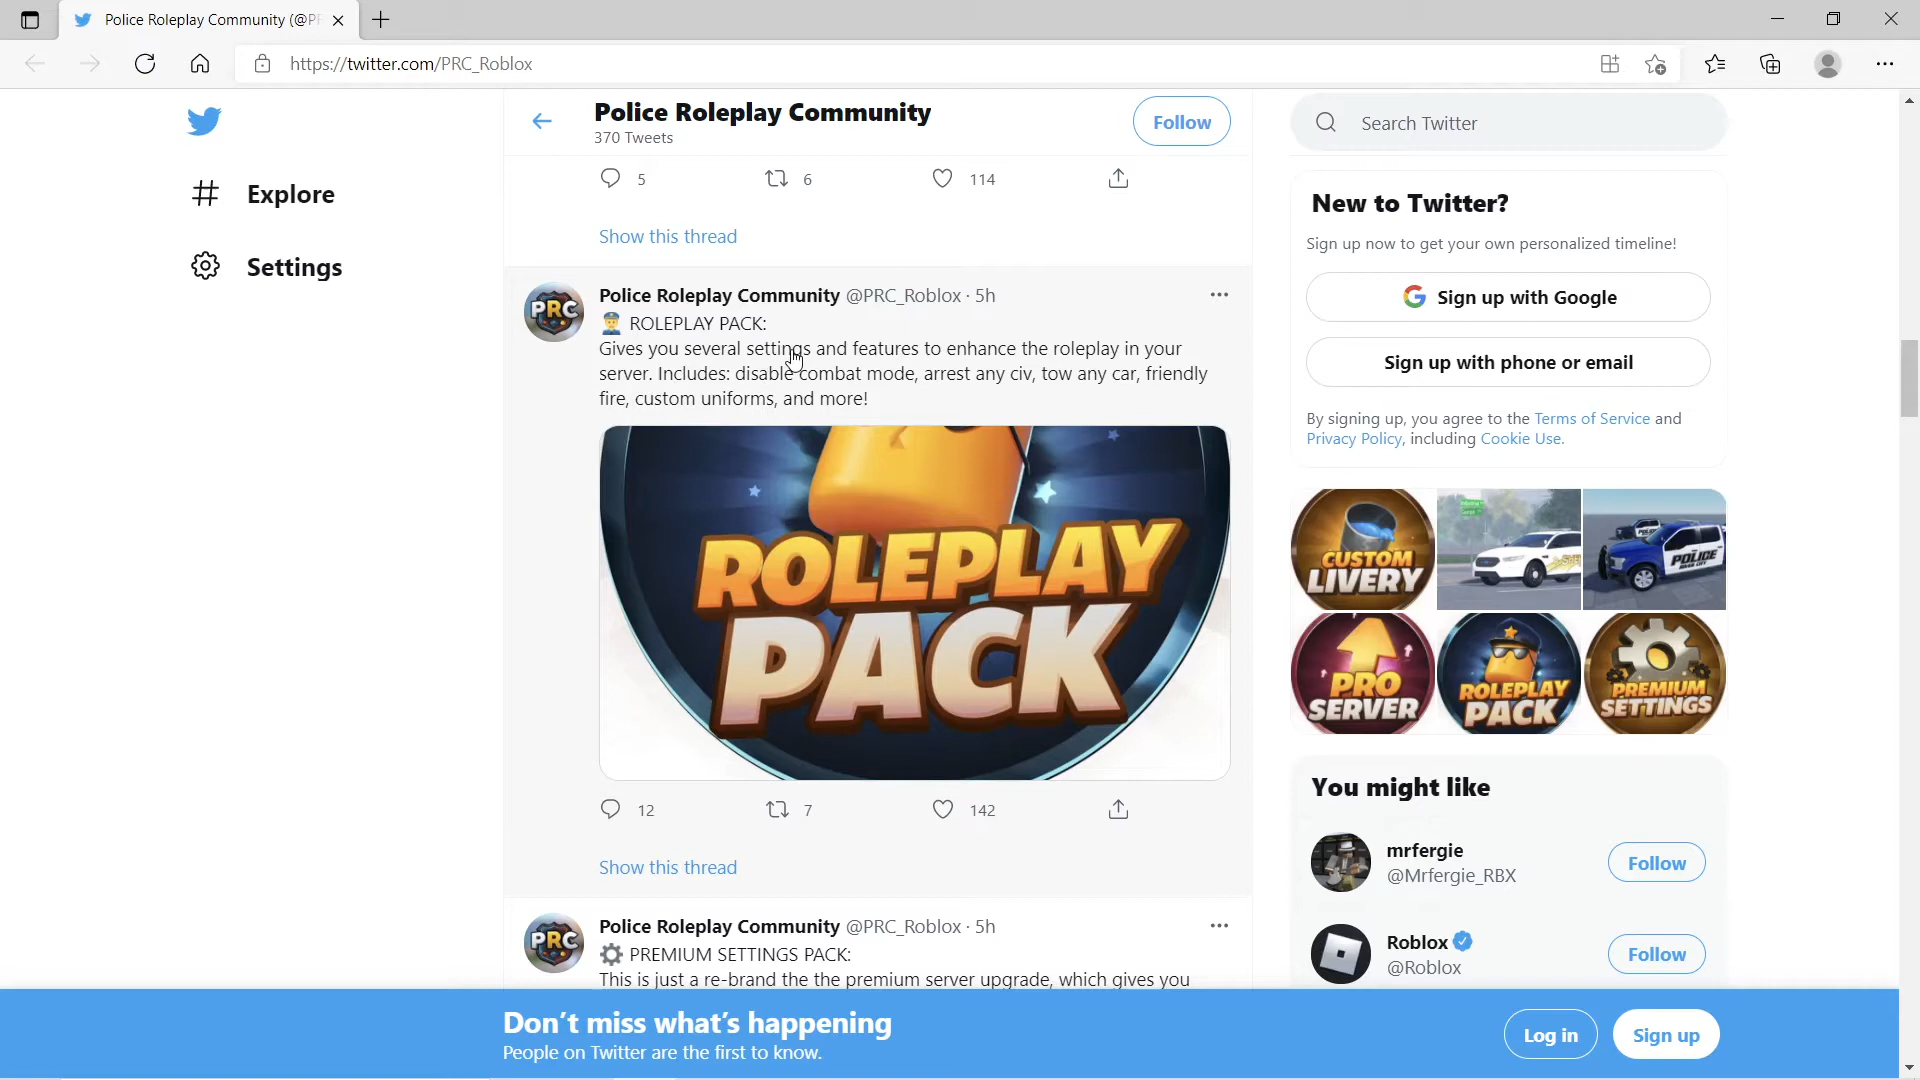 Police Roleplay Community (@PR
https://twitter.com/PRC_Roblox
Explore
Settings
Police Roleplay Community
370 Tweets
Follow
5 6 114
Show this thread
PRC
Police Roleplay Community @PRC_Roblox · 5h
ROLEPLAY PACK:
Gives you several settings and features to enhance the roleplay in your
server. Includes: disable combat mode, arrest any civ, tow any car, friendly
fire, custom uniforms, and more!
ROLEPLAY
PACK
12 7 142
Show this thread
PRC
Police Roleplay Community @PRC_Roblox · 5h
PREMIUM SETTINGS PACK:
This is just a re-brand the the premium server upgrade, which gives you
Search Twitter
New to Twitter?
Sign up now to get your own personalized timeline!
Sign up with Google
Sign up with phone or email
By signing up, you agree to the Terms of Service and
Privacy Policy, including Cookie Use.
CUSTOM
LIVERY
POLICE
PRO
SERVER
ROLEPLAY
PACK
PREMIUM
SETTINGS
You might like
mrfergie
@Mrfergie_RBX
Follow
Roblox
@Roblox
Follow
Don't miss what's happening
People on Twitter are the first to know.
Log in
Sign up